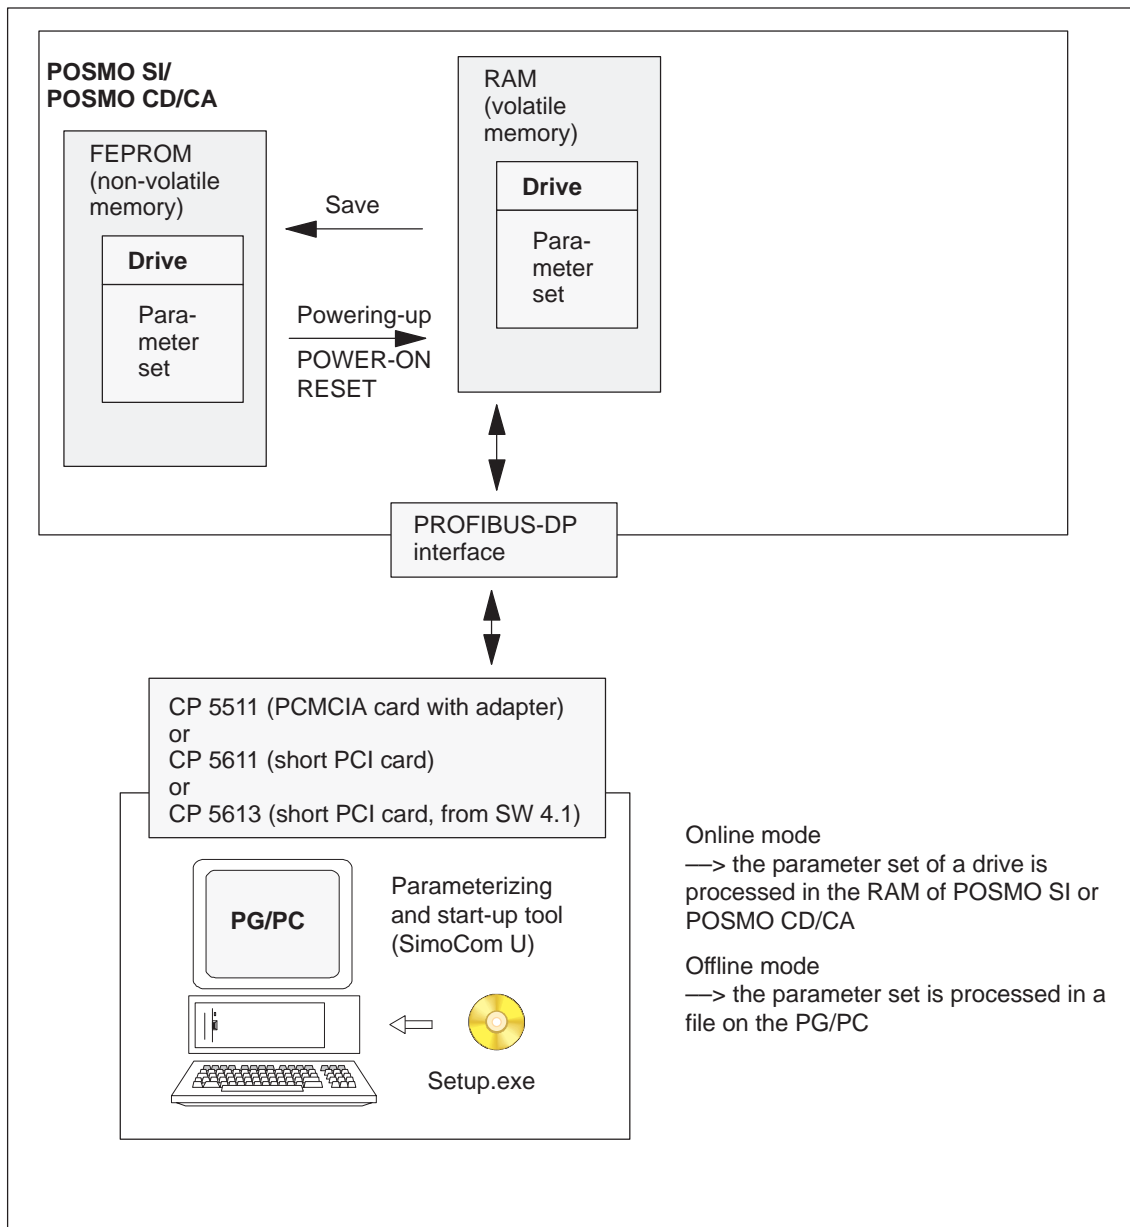 POSMO SI/
POSMO CD/CA
FEPROM
(non-volatile
memory)
Drive
Para-
meter
set
Save
Powering-up
POWER-ON
RESET
RAM
(volatile
memory)
Drive
Para-
meter
set
PROFIBUS-DP
interface
CP 5511 (PCMCIA card with adapter)
or
CP 5611 (short PCI card)
or
CP 5613 (short PCI card, from SW 4.1)
PG/PC
Parameterizing
and start-up tool
(SimoCom U)
Setup.exe
Online mode
—> the parameter set of a drive is
processed in the RAM of POSMO SI or
POSMO CD/CA
Offline mode
—> the parameter set is processed in a
file on the PG/PC